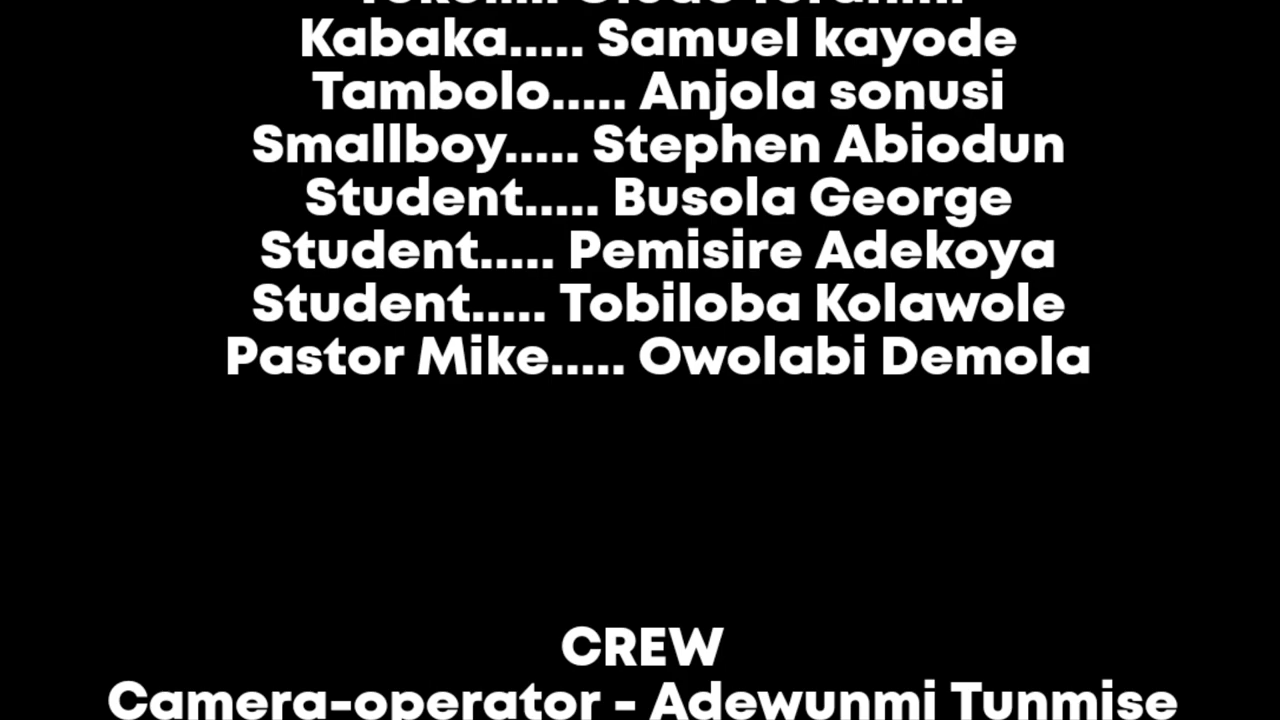 Kabaka..... Samuel kayode
Tambolo..... Anjola sonusi
Smallboy..... Stephen Abiodun
Student..... Busola George
Student..... Pemisire Adekoya
Student..... Tobiloba Kolawole
Pastor Mike..... Owolabi Demola
CREW
Camera-operator - Adewunmi Tunmise